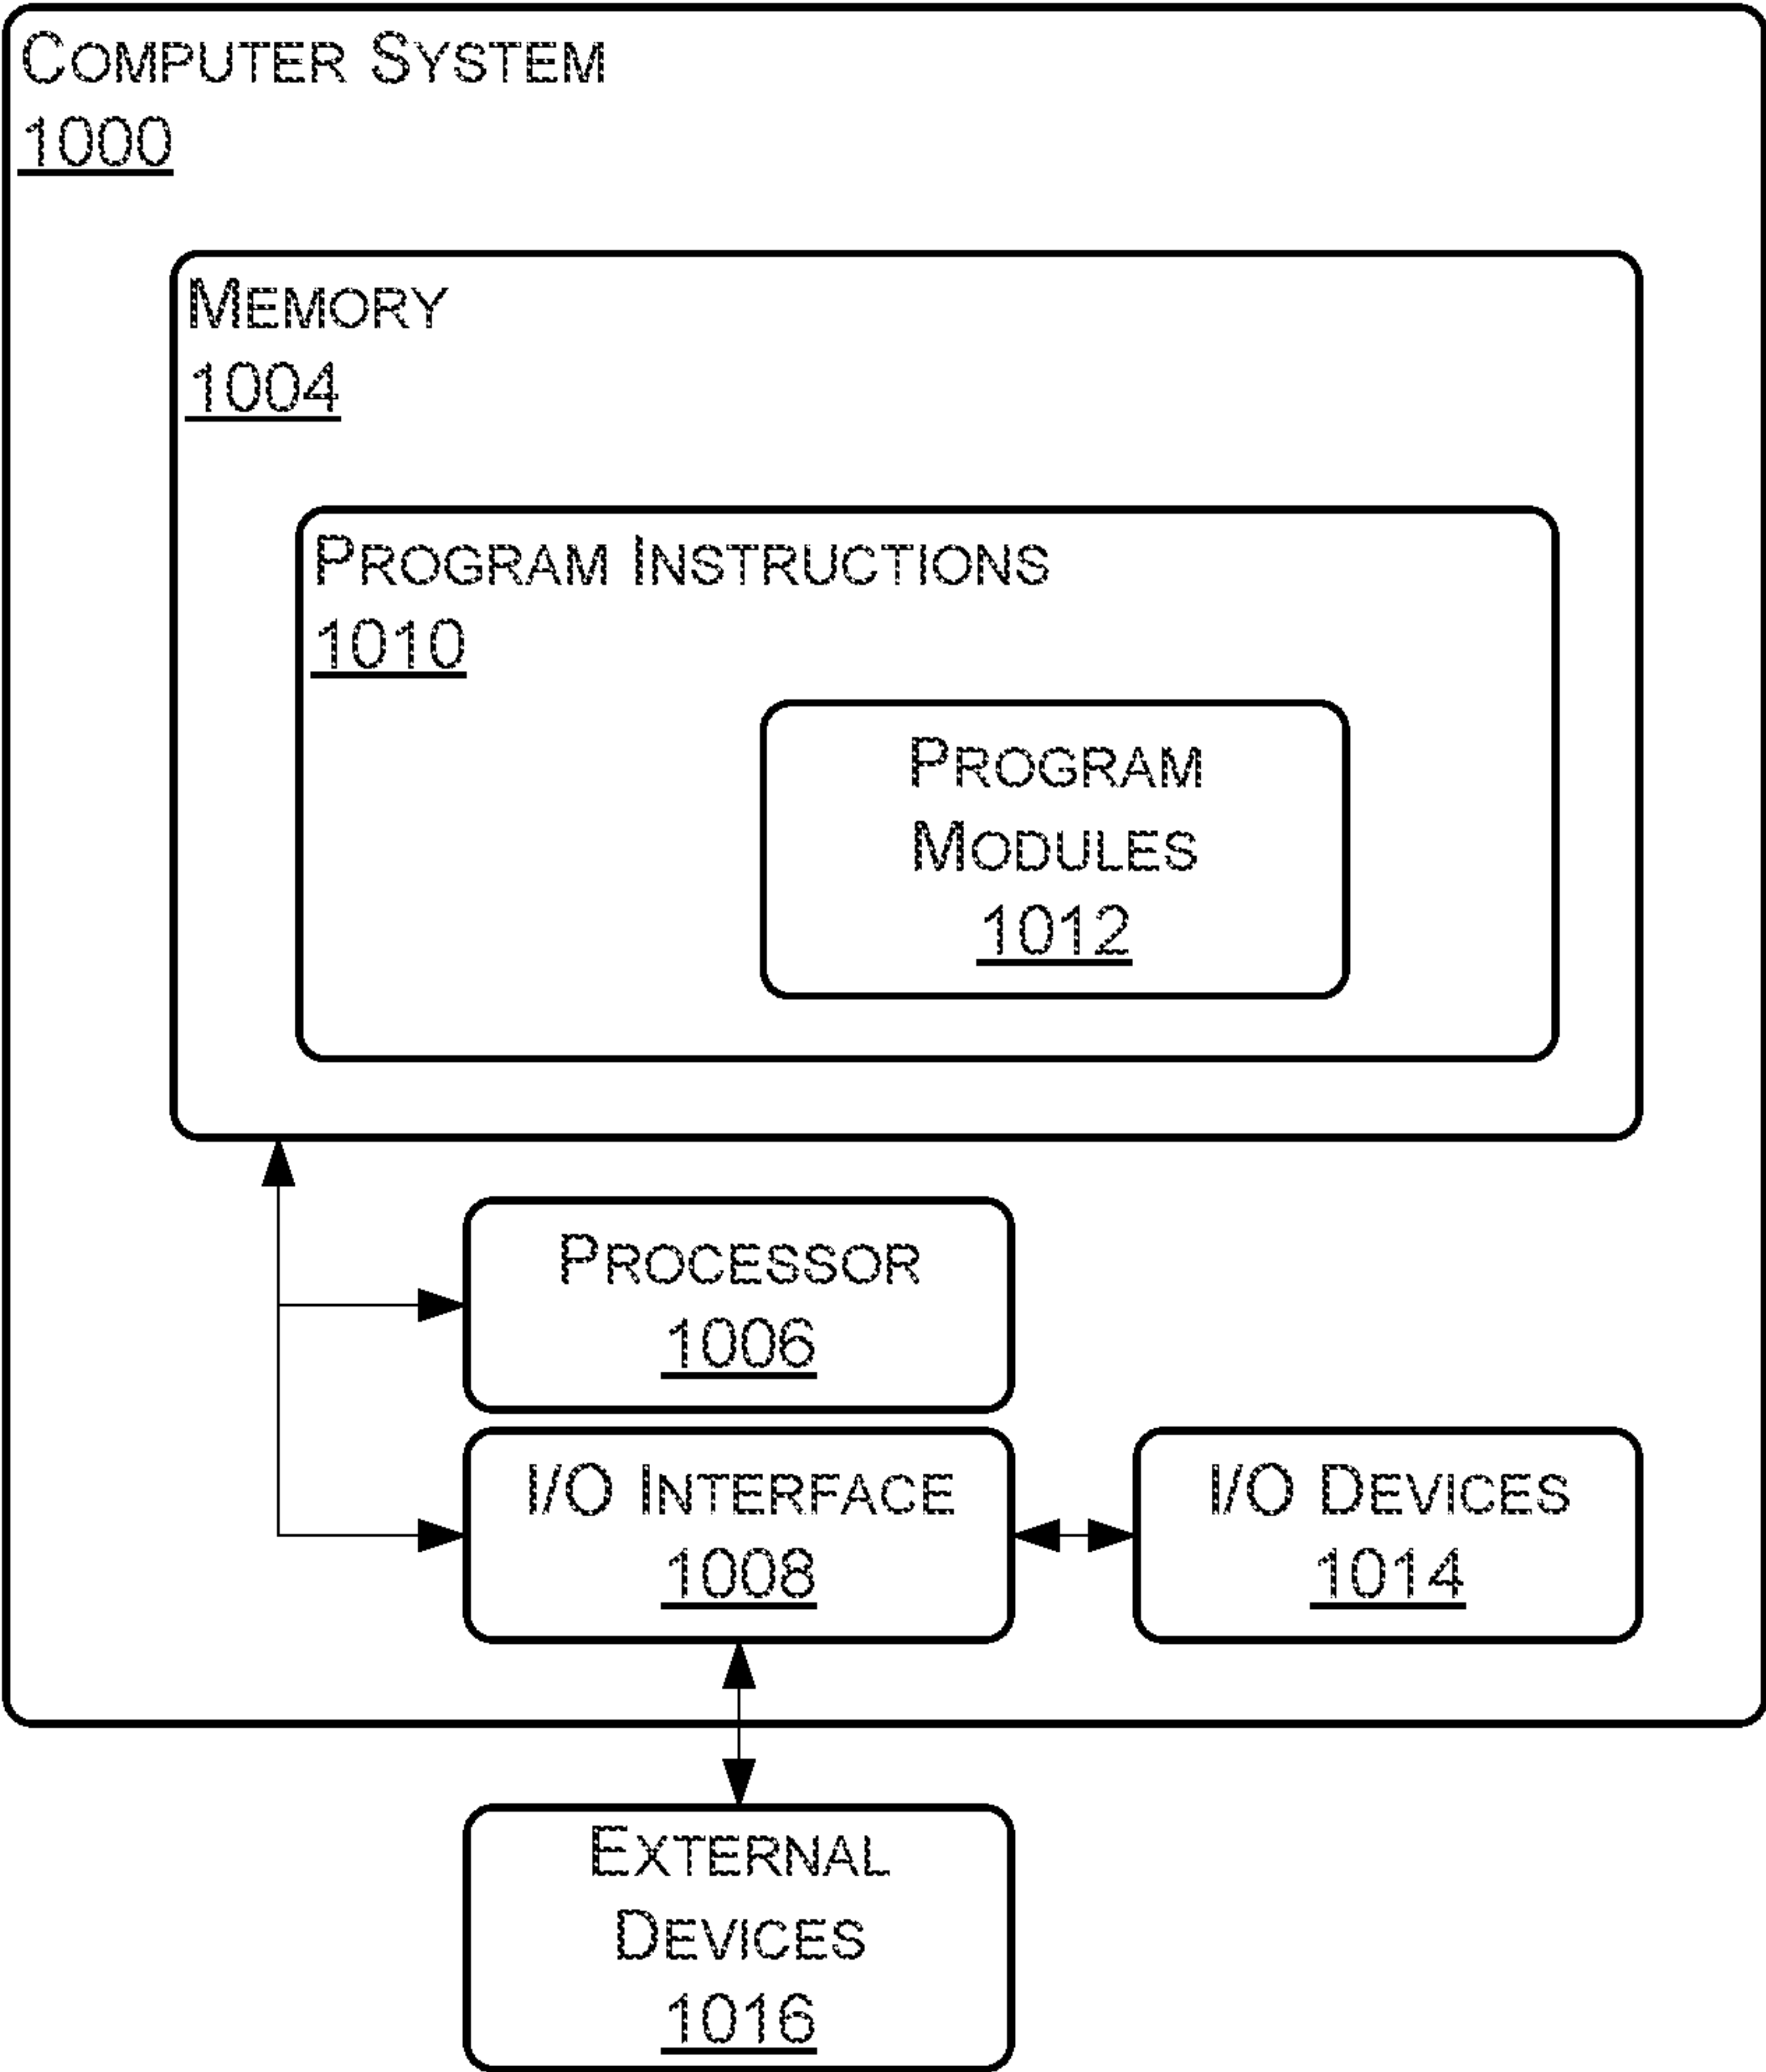 COMPUTER SYSTEM
1000
MEMORY
1004
PROGRAM INSTRUCTIONS
1010
PROGRAM
MODULES
1012
PROCESSOR
1006
I/O INTERFACE
1008
I/O DEVICES
1014
EXTERNAL
DEVICES
1016